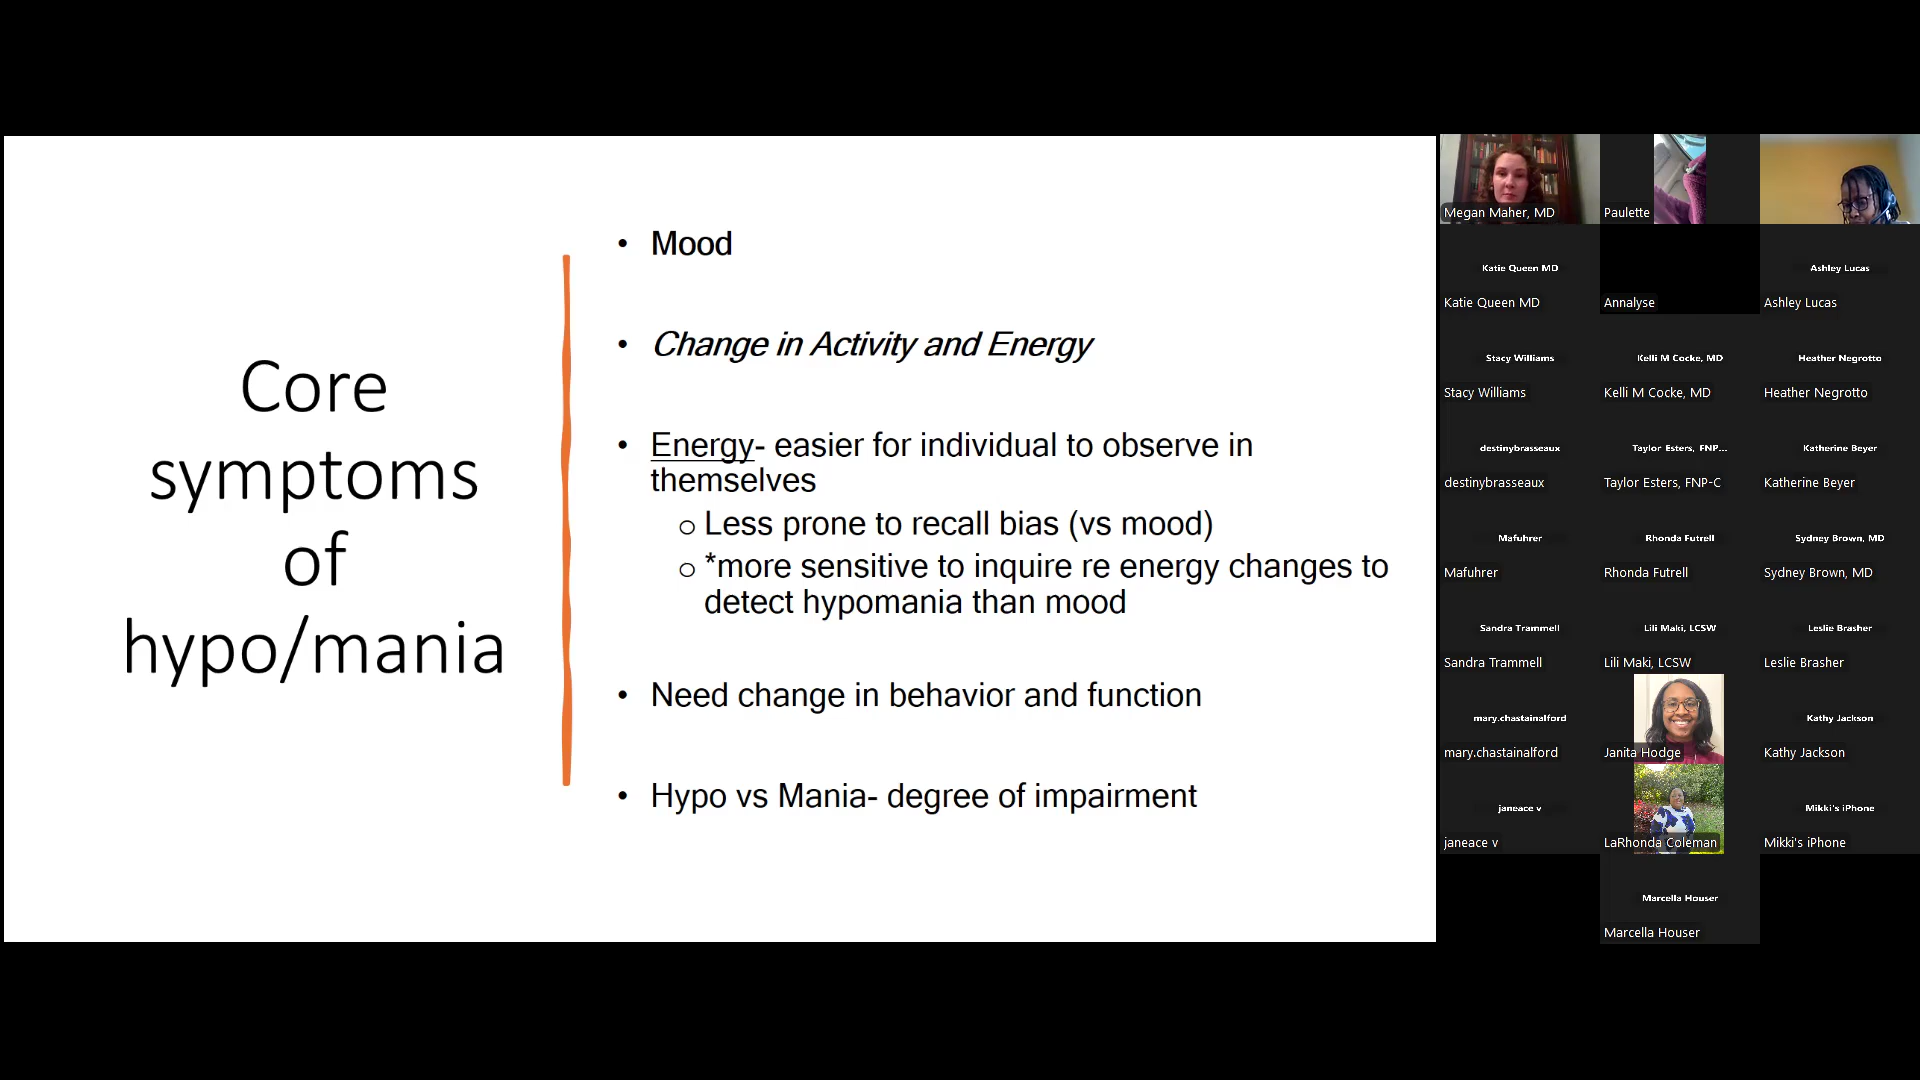 Core
symptoms
of
hypo/mania
• Mood
• Change in Activity and Energy
• Energy- easier for individual to observe in
themselves
o Less prone to recall bias (vs mood)
o *more sensitive to inquire re energy changes to
detect hypomania than mood
• Need change in behavior and function
• Hypo vs Mania- degree of impairment
Megan Maher, MD
Paulette
Katie Queen MD
Katie Queen MD
Annalyse
Ashley Lucas
Ashley Lucas
Stacy Williams
Stacy Williams
Kelli M Cocke, MD
Kelli M Cocke, MD
Heather Negrotto
Heather Negrotto
destinybrasseaux
destinybrasseaux
Taylor Esters, FNP...
Taylor Esters, FNP-C
Katherine Beyer
Katherine Beyer
Mafuhrer
Mafuhrer
Rhonda Futrell
Rhonda Futrell
Sydney Brown, MD
Sydney Brown, MD
Sandra Trammell
Sandra Trammell
Lili Maki, LCSW
Lili Maki, LCSW
Leslie Brasher
Leslie Brasher
mary.chastainalford
mary.chastainalford
Janita Hodge
Kathy Jackson
Kathy Jackson
janeace v
janeace v
LaRhonda Coleman
Mikki's iPhone
Mikki's iPhone
Marcella Houser
Marcella Houser